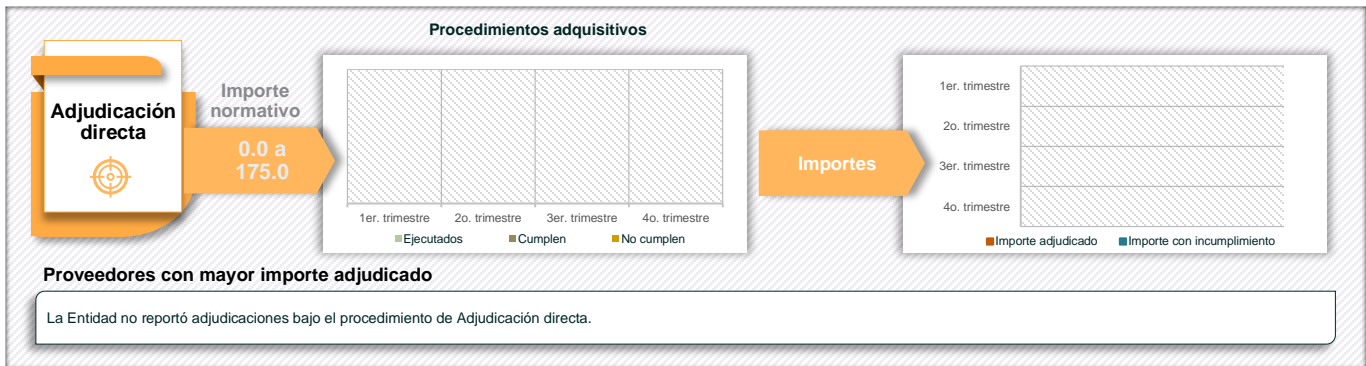 Procedimientos adquisitivos
Adjudicación
directa
Importe
normativo
0.0 a
175.0
1er. trimestre 2o. trimestre 3er. trimestre 4o. trimestre
Ejecutados Cumplen No cumplen
Importes
1er. trimestre
2o. trimestre
3er. trimestre
4o. trimestre
Importe adjudicado Importe con incumplimiento
Proveedores con mayor importe adjudicado
La Entidad no reportó adjudicaciones bajo el procedimiento de Adjudicación directa.